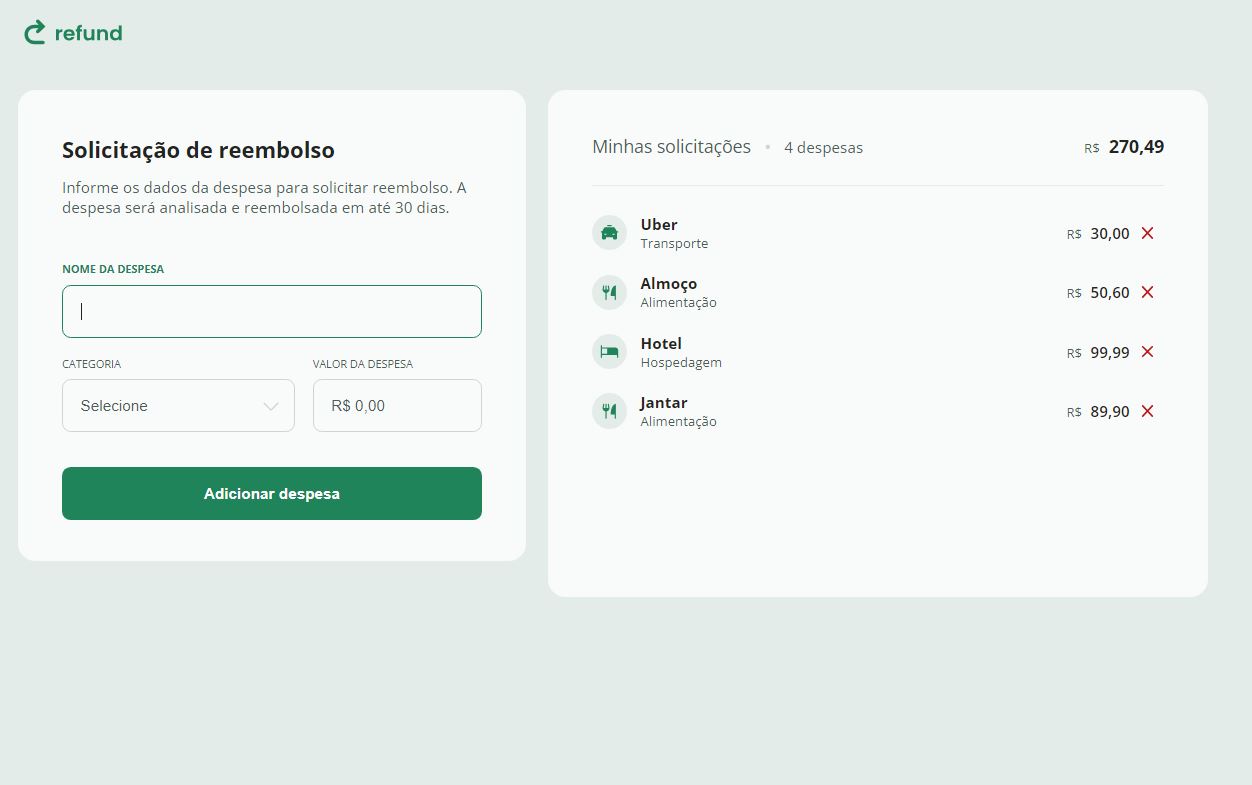 refund
Solicitação de reembolso
Informe os dados da despesa para solicitar reembolso. A
despesa será analisada e reembolsada em até 30 dias.
NOME DA DESPESA
CATEGORIA
VALOR DA DESPESA
Selecione
R$ 0,00
Adicionar despesa
Minhas solicitações • 4 despesas R$ 270,49
Uber
Transporte
R$ 30,00
Almoço
Alimentação
R$ 50,60
Hotel
Hospedagem
R$ 99,99
Jantar
Alimentação
R$ 89,90